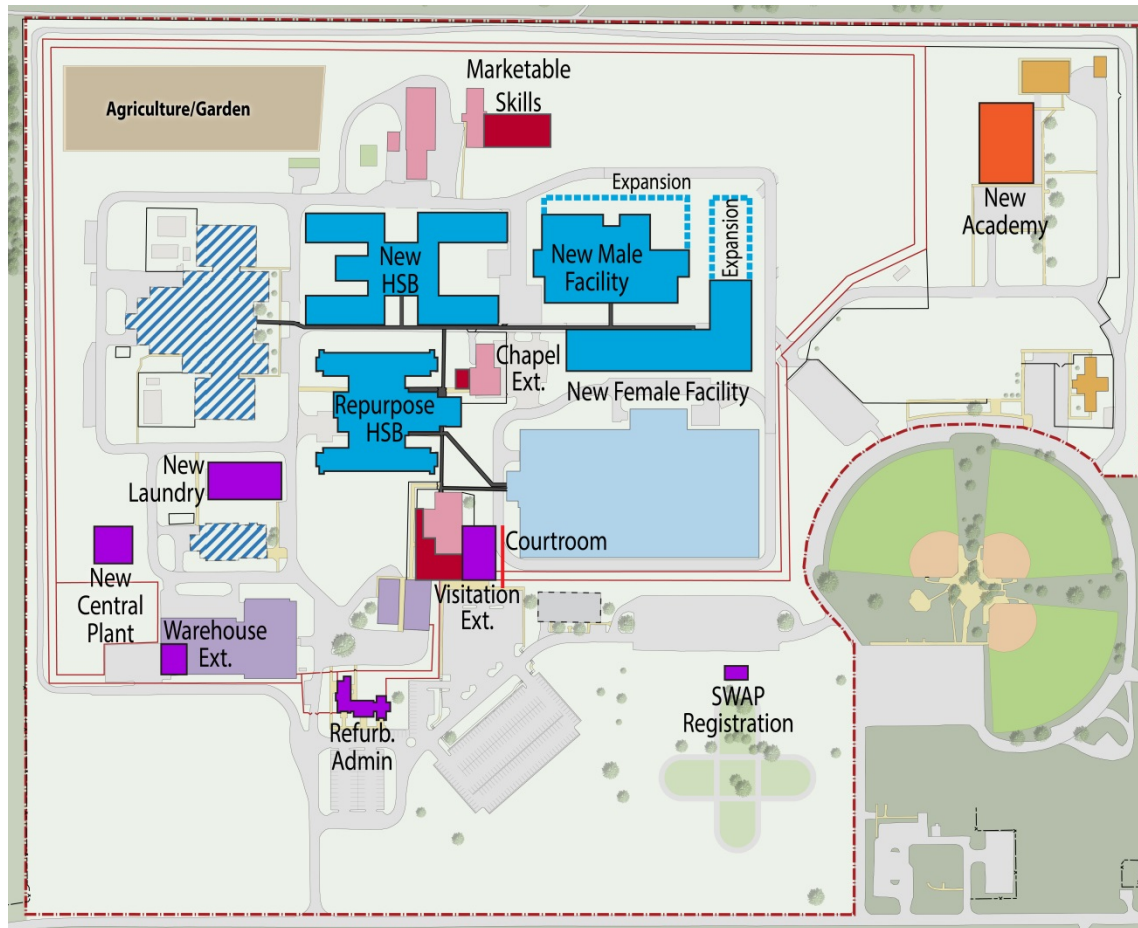 Marketable
Skills
Agriculture/Garden
Expansion
Expansion
New
Academy
New
HSB
New Male
Facility
Chapel
Ext.
New Female Facility
Repurpose
HSB
New
Laundry
Courtroom
New
Central
Plant
Visitation
Ext.
Warehouse
Ext.
SWAP
Registration
Refurb.
Admin